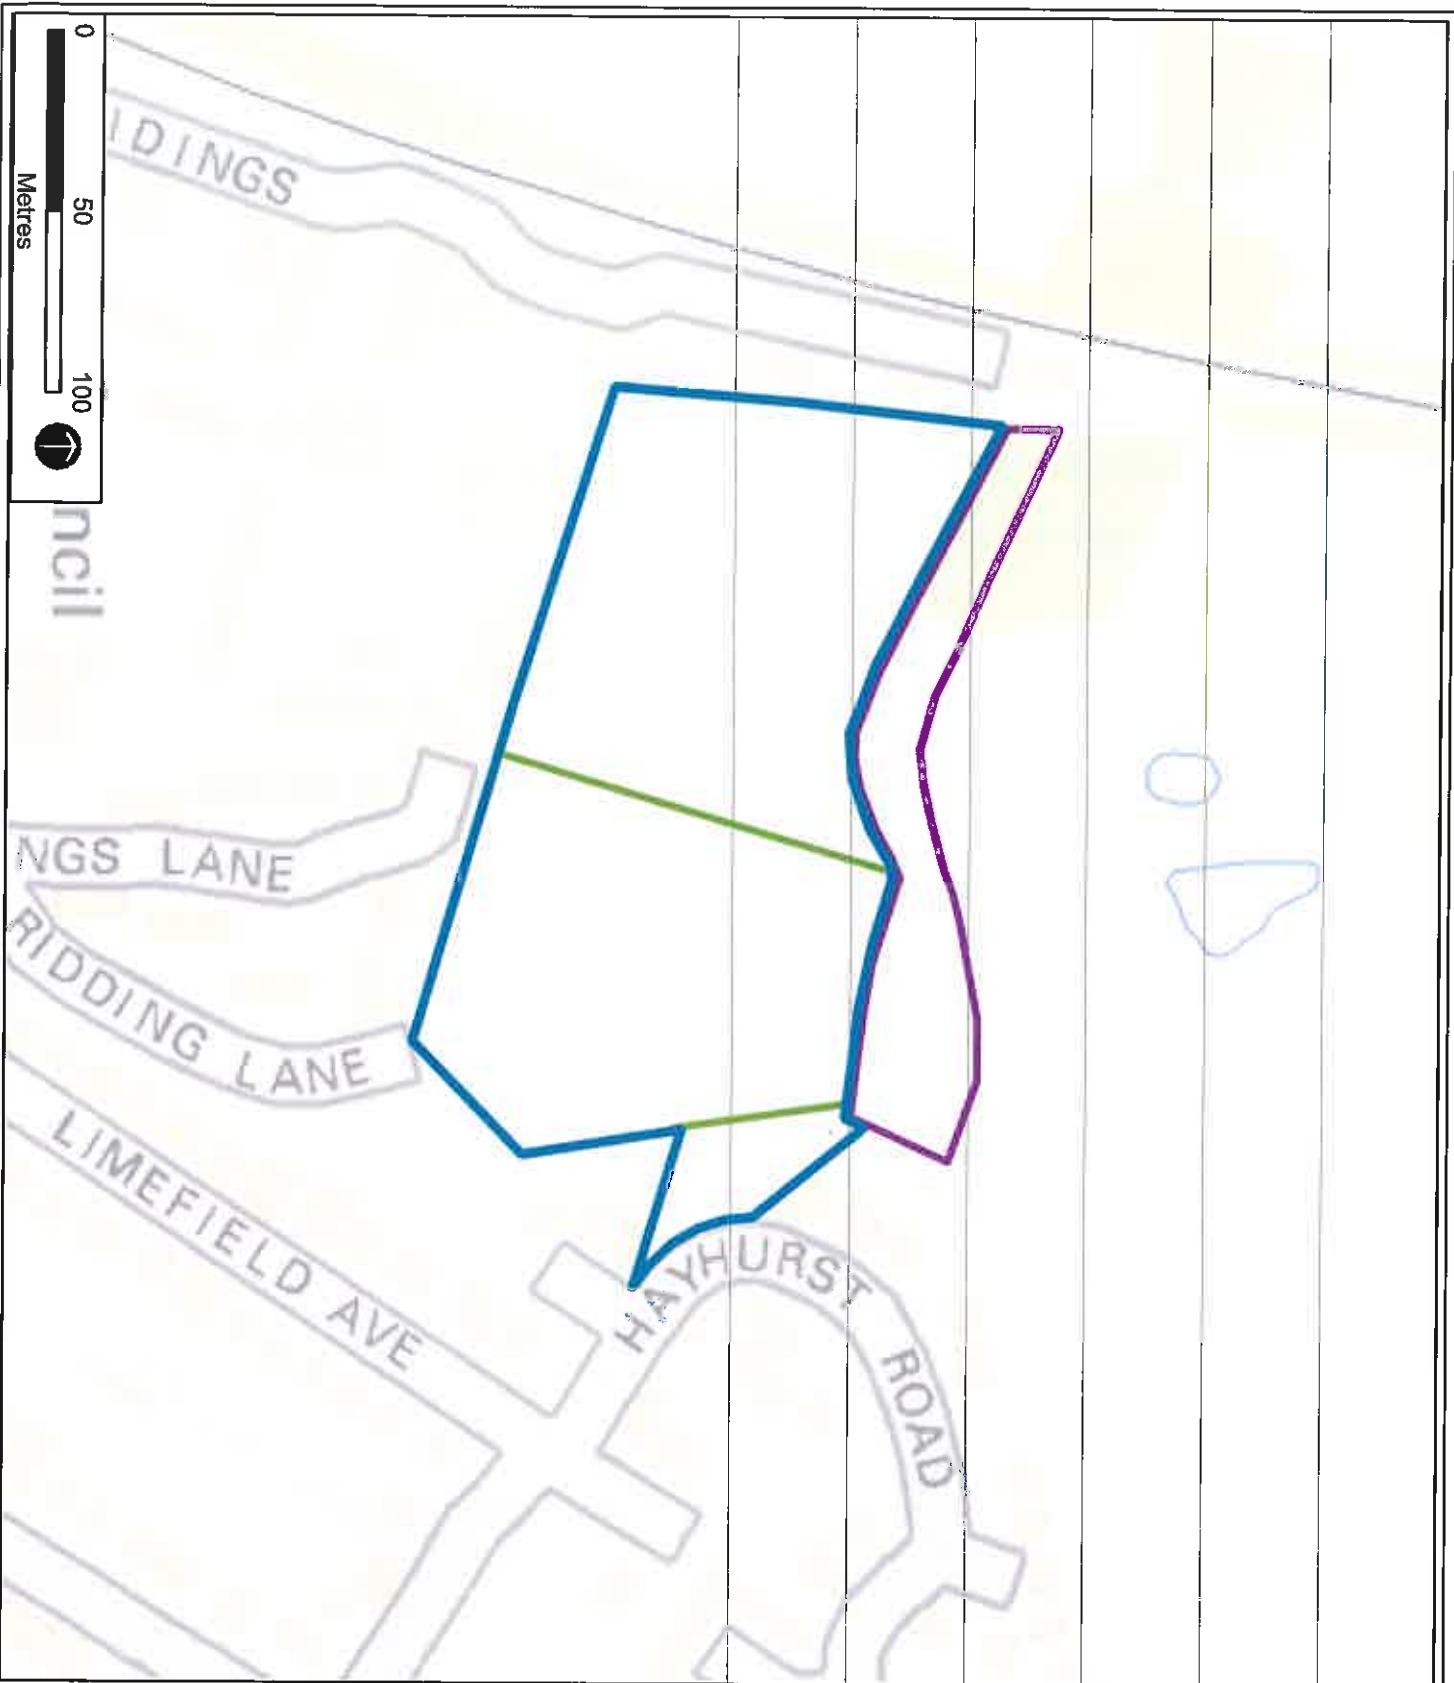 0 50 100
Metres
IDINGS
ncil
NGS LANE
RIDDING LANE
LIMEFIELD AVE
HAYHURST ROAD